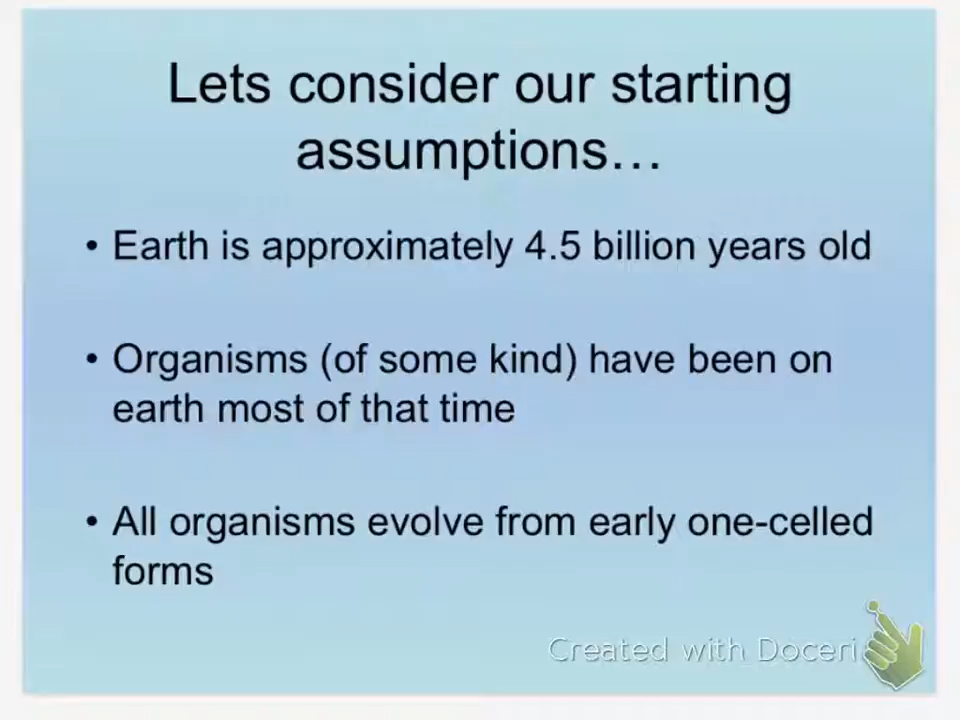 Lets consider our starting
assumptions…
• Earth is approximately 4.5 billion years old
• Organisms (of some kind) have been on
earth most of that time
• All organisms evolve from early one-celled
forms
Created with Doceri